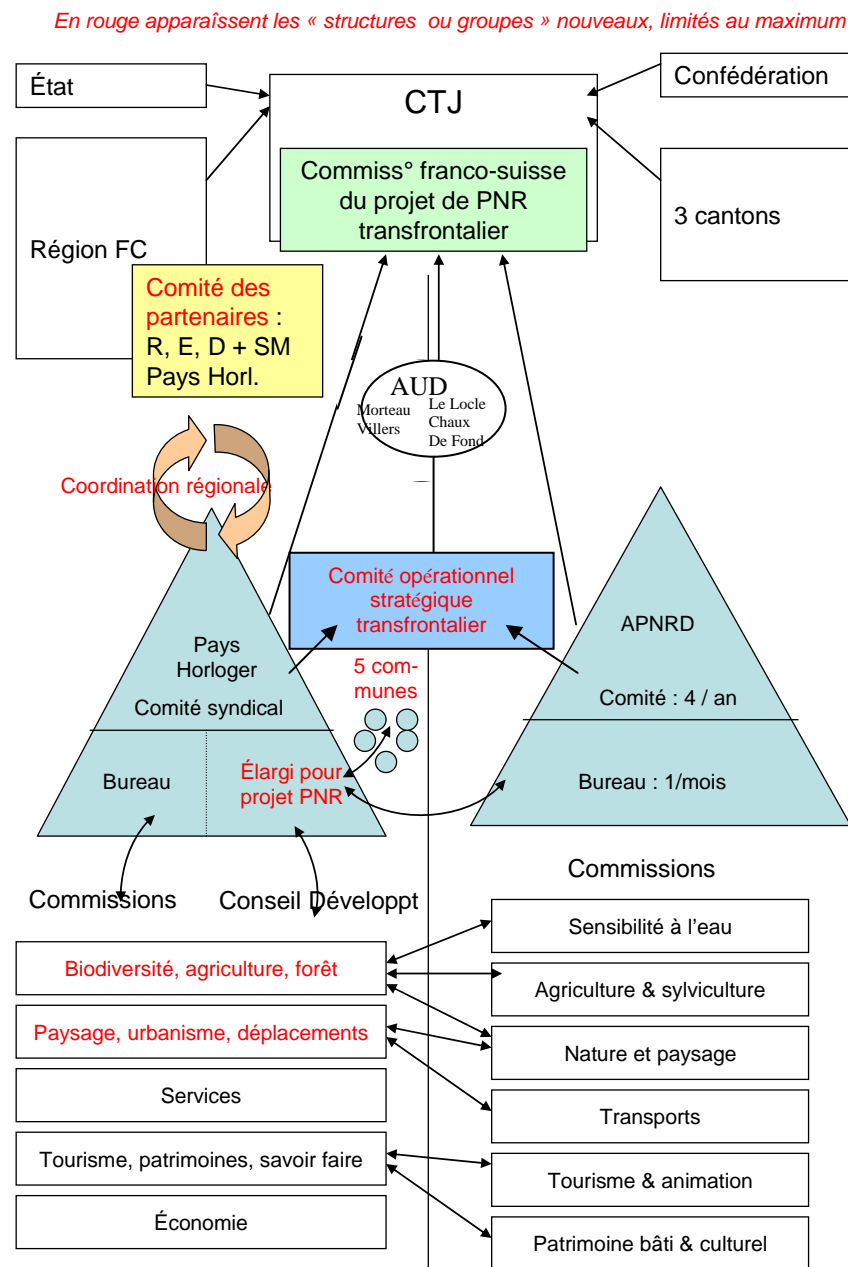 En rouge apparaîssent les « structures ou groupes » nouveaux, limités au maximum
État
CTJ
Confédération
Commiss° franco-suisse
du projet de PNR
transfrontalier
Région FC
3 cantons
Comité des
partenaires :
R, E, D + SM
Pays Horl.
AUD
Morteau
Villers
Le Locle
Chaux
De Fond
Coordination régionale
Comité opérationnel
stratégique
transfrontalier
Pays
Horloger
Comité syndical
5 com-
munes
APNRD
Comité : 4 / an
Bureau
Élargi pour
projet PNR
Bureau : 1/mois
Commissions
Conseil Développt
Commissions
Biodiversité, agriculture, forêt
Paysage, urbanisme, déplacements
Services
Tourisme, patrimoines, savoir faire
Économie
Sensibilité à l’eau
Agriculture & sylviculture
Nature et paysage
Transports
Tourisme & animation
Patrimoine bâti & culturel